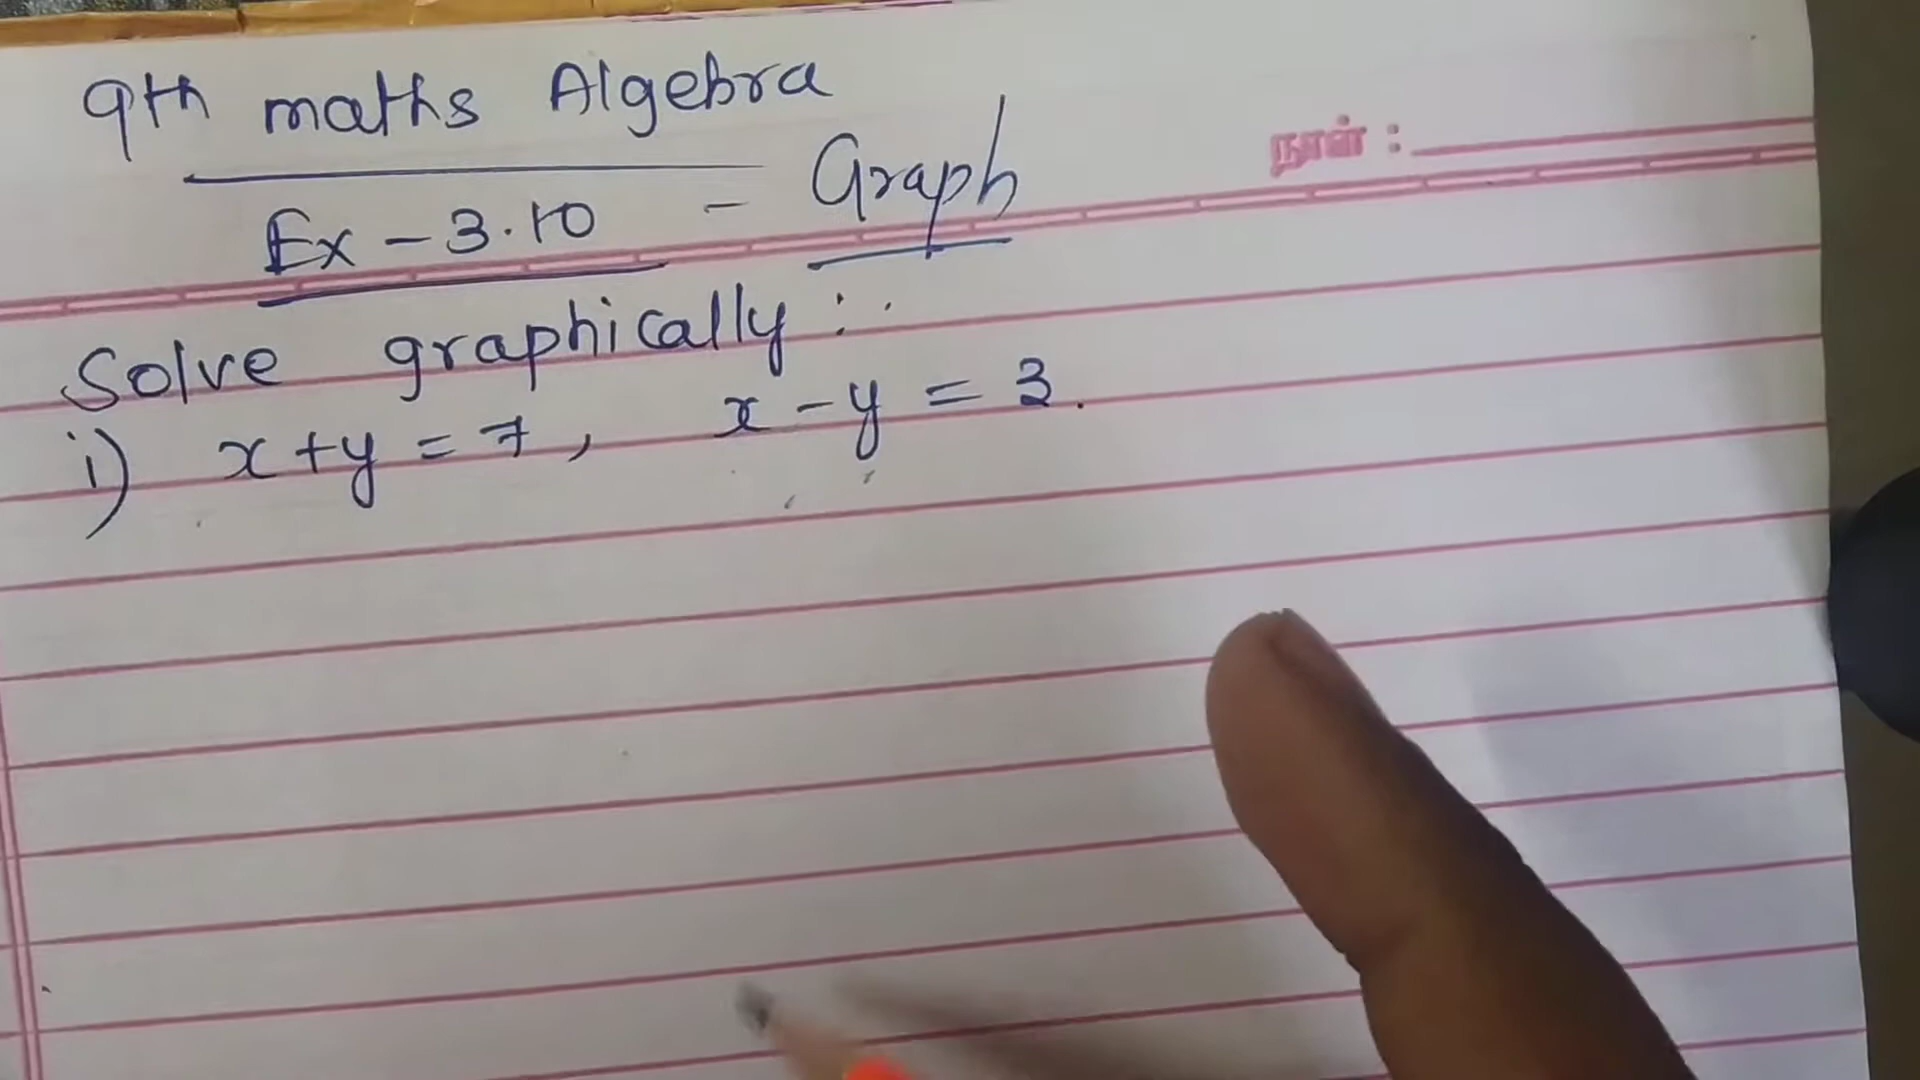 9th maths Algebra
Ex - 3.10 - Graph
நாள் :
Solve graphically :
i) x+y = 7, x - y = 3.